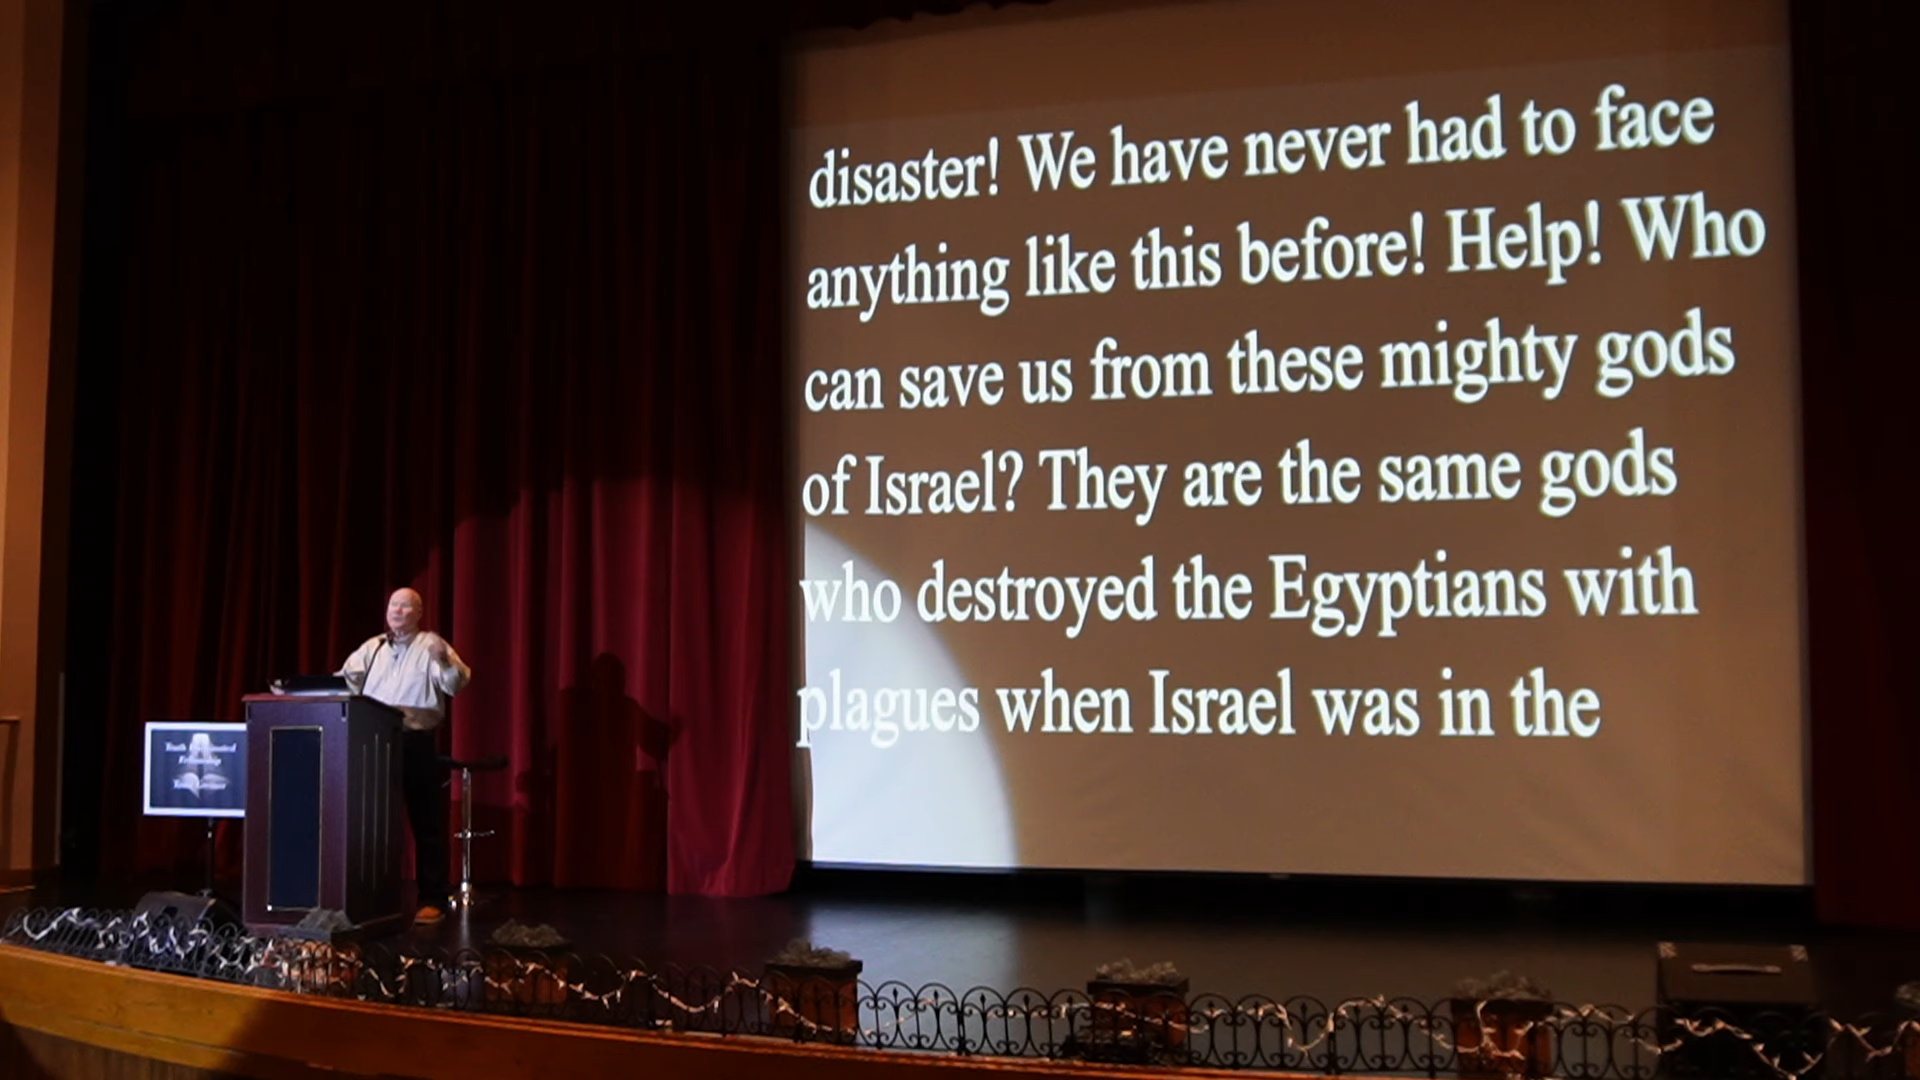 disaster! We have never had to face
anything like this before! Help! Who
can save us from these mighty gods
of Israel? They are the same gods
who destroyed the Egyptians with
plagues when Israel was in the
Fellowship